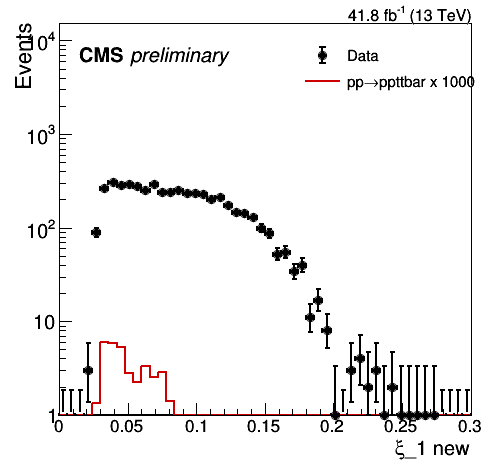 41.8 fb⁻¹ (13 TeV)
CMS preliminary
Data
pp→ppttbar x 1000
Events
10⁴
10³
10²
10
1
0 0.05 0.1 0.15 0.2 0.25 0.3
ξ_1 new